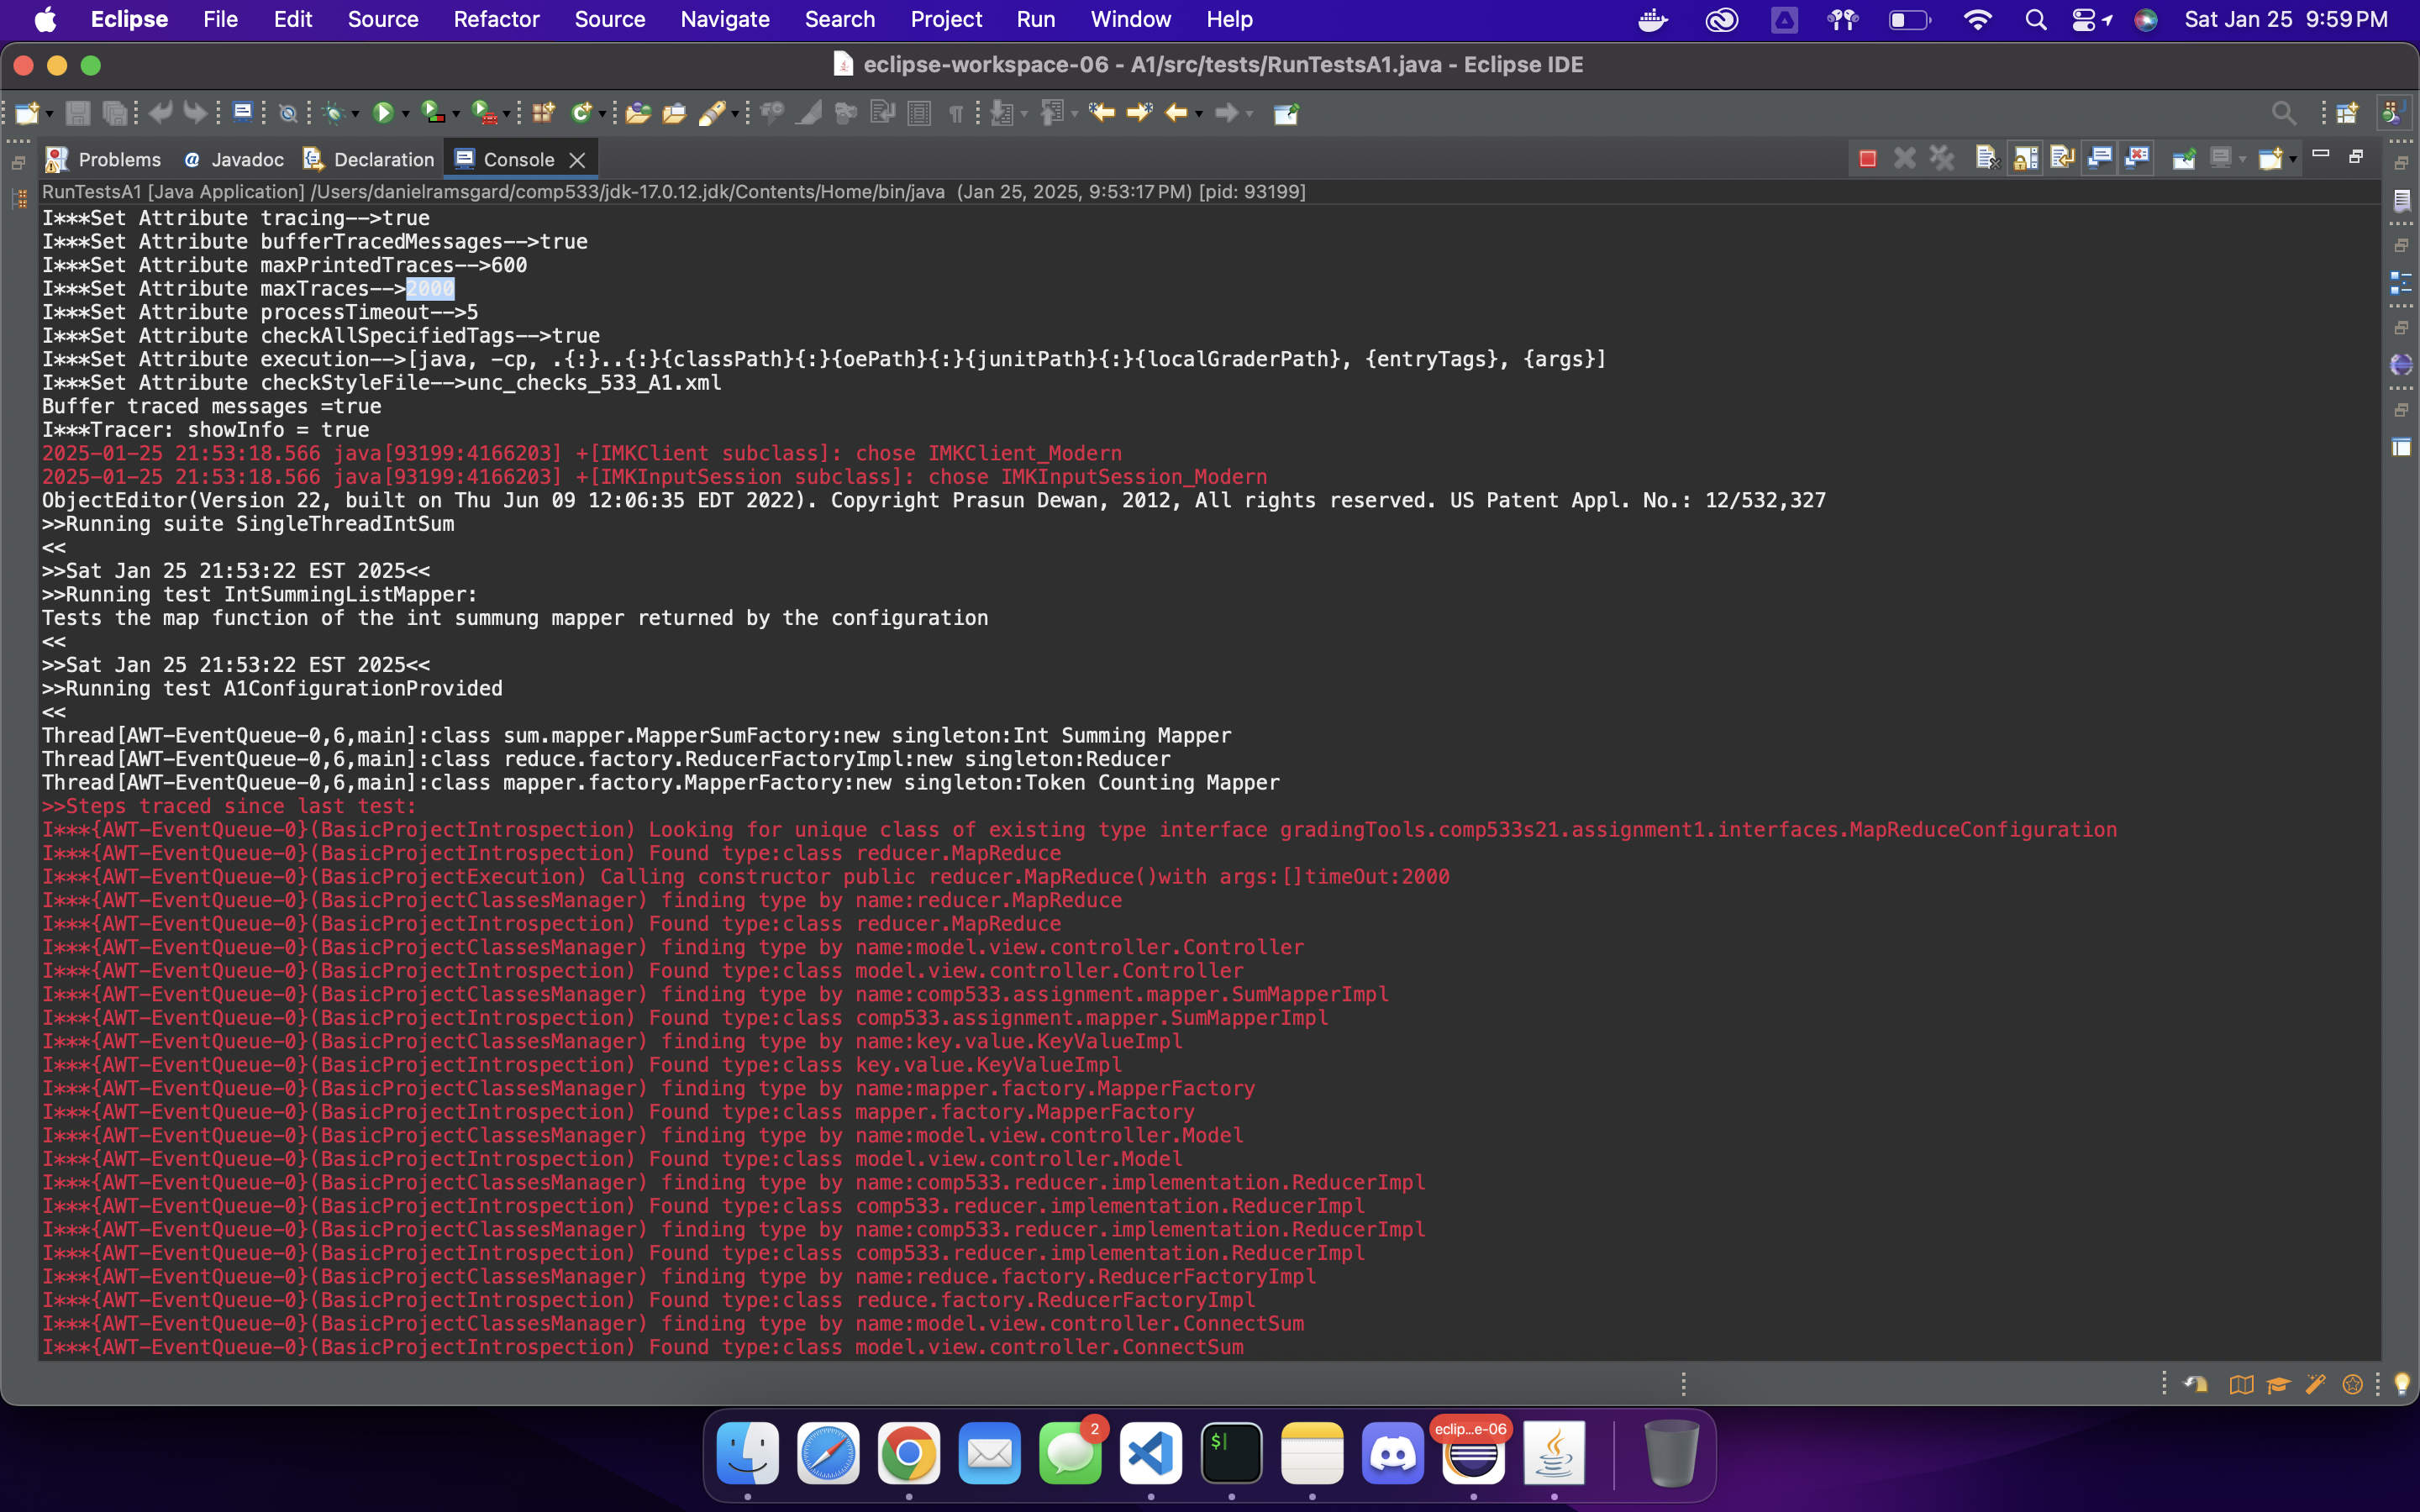 Eclipse File Edit Source Refactor Source Navigate Search Project Run Window Help Sat Jan 25 9:59 PM
eclipse-workspace-06 - A1/src/tests/RunTestsA1.java - Eclipse IDE
Problems @ Javadoc Declaration Console
RunTestsA1 [Java Application] /Users/danielramsgard/comp533/jdk-17.0.12.jdk/Contents/Home/bin/java (Jan 25, 2025, 9:53:17 PM) [pid: 93199]
I***Set Attribute tracing-->true
I***Set Attribute bufferTracedMessages-->true
I***Set Attribute maxPrintedTraces-->600
I***Set Attribute maxTraces-->2000
I***Set Attribute processTimeout-->5
I***Set Attribute checkAllSpecifiedTags-->true
I***Set Attribute execution-->[java, -cp, .{:}..{:}{classPath}{:}{oePath}{:}{junitPath}{:}{localGraderPath}, {entryTags}, {args}]
I***Set Attribute checkStyleFile-->unc_checks_533_A1.xml
Buffer traced messages =true
I***Tracer: showInfo = true
2025-01-25 21:53:18.566 java[93199:4166203] +[IMKClient subclass]: chose IMKClient_Modern
2025-01-25 21:53:18.566 java[93199:4166203] +[IMKInputSession subclass]: chose IMKInputSession_Modern
ObjectEditor(Version 22, built on Thu Jun 09 12:06:35 EDT 2022). Copyright Prasun Dewan, 2012, All rights reserved. US Patent Appl. No.: 12/532,327
>>Running suite SingleThreadIntSum
<<
>>Sat Jan 25 21:53:22 EST 2025<<
>>Running test IntSummingListMapper:
Tests the map function of the int summung mapper returned by the configuration
<<
>>Sat Jan 25 21:53:22 EST 2025<<
>>Running test A1ConfigurationProvided
<<
Thread[AWT-EventQueue-0,6,main]:class sum.mapper.MapperSumFactory:new singleton:Int Summing Mapper
Thread[AWT-EventQueue-0,6,main]:class reduce.factory.ReducerFactoryImpl:new singleton:Reducer
Thread[AWT-EventQueue-0,6,main]:class mapper.factory.MapperFactory:new singleton:Token Counting Mapper
>>Steps traced since last test:
I***{AWT-EventQueue-0}(BasicProjectIntrospection) Looking for unique class of existing type interface gradingTools.comp533s21.assignment1.interfaces.MapReduceConfiguration
I***{AWT-EventQueue-0}(BasicProjectIntrospection) Found type:class reducer.MapReduce
I***{AWT-EventQueue-0}(BasicProjectExecution) Calling constructor public reducer.MapReduce()with args:[]timeOut:2000
I***{AWT-EventQueue-0}(BasicProjectClassesManager) finding type by name:reducer.MapReduce
I***{AWT-EventQueue-0}(BasicProjectIntrospection) Found type:class reducer.MapReduce
I***{AWT-EventQueue-0}(BasicProjectClassesManager) finding type by name:model.view.controller.Controller
I***{AWT-EventQueue-0}(BasicProjectIntrospection) Found type:class model.view.controller.Controller
I***{AWT-EventQueue-0}(BasicProjectClassesManager) finding type by name:comp533.assignment.mapper.SumMapperImpl
I***{AWT-EventQueue-0}(BasicProjectIntrospection) Found type:class comp533.assignment.mapper.SumMapperImpl
I***{AWT-EventQueue-0}(BasicProjectClassesManager) finding type by name:key.value.KeyValueImpl
I***{AWT-EventQueue-0}(BasicProjectIntrospection) Found type:class key.value.KeyValueImpl
I***{AWT-EventQueue-0}(BasicProjectClassesManager) finding type by name:mapper.factory.MapperFactory
I***{AWT-EventQueue-0}(BasicProjectIntrospection) Found type:class mapper.factory.MapperFactory
I***{AWT-EventQueue-0}(BasicProjectClassesManager) finding type by name:model.view.controller.Model
I***{AWT-EventQueue-0}(BasicProjectIntrospection) Found type:class model.view.controller.Model
I***{AWT-EventQueue-0}(BasicProjectClassesManager) finding type by name:comp533.reducer.implementation.ReducerImpl
I***{AWT-EventQueue-0}(BasicProjectIntrospection) Found type:class comp533.reducer.implementation.ReducerImpl
I***{AWT-EventQueue-0}(BasicProjectClassesManager) finding type by name:comp533.reducer.implementation.ReducerImpl
I***{AWT-EventQueue-0}(BasicProjectIntrospection) Found type:class comp533.reducer.implementation.ReducerImpl
I***{AWT-EventQueue-0}(BasicProjectClassesManager) finding type by name:reduce.factory.ReducerFactoryImpl
I***{AWT-EventQueue-0}(BasicProjectIntrospection) Found type:class reduce.factory.ReducerFactoryImpl
I***{AWT-EventQueue-0}(BasicProjectClassesManager) finding type by name:model.view.controller.ConnectSum
I***{AWT-EventQueue-0}(BasicProjectIntrospection) Found type:class model.view.controller.ConnectSum
2
$
eclip...e-06